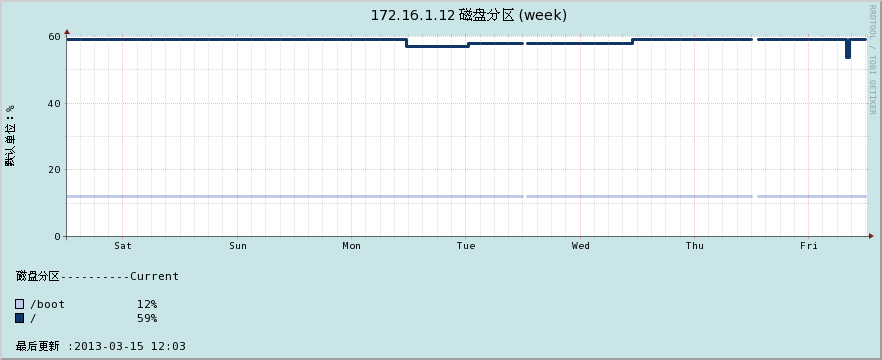 172.16.1.12 磁盘分区 (week)
RRDTOOL / TOBI OETIKER
默认单位：%
60
40
20
0
Sat Sun Mon Tue Wed Thu Fri
磁盘分区----------Current
/boot 12%
/ 59%
最后更新 :2013-03-15 12:03